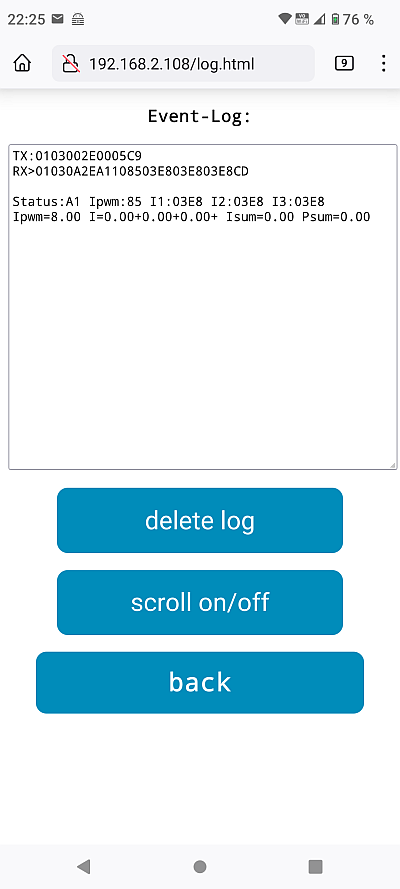 22:25 76 %
192.168.2.108/log.html 9
Event-Log:
TX:0103002E0005C9
RX>01030A2EA1108503E803E803E8CD
Status:A1 Ipwm:85 I1:03E8 I2:03E8 I3:03E8
Ipwm=8.00 I=0.00+0.00+0.00+ Isum=0.00 Psum=0.00
delete log
scroll on/off
back